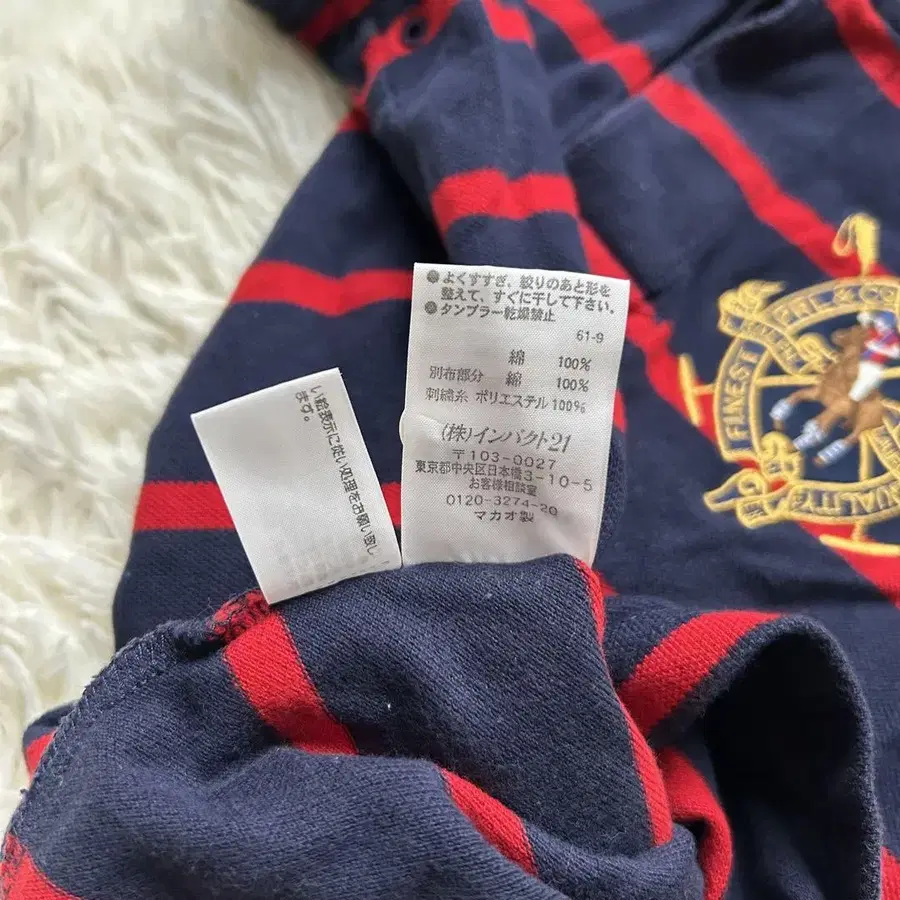 ●よくすすぎ、絞りのあと形を
整えて、すぐに干して下さい。
●タンブラー乾燥禁止
61-9
綿 100%
別布部分 綿 100%
刺繍糸 ポリエステル 100%
(株)インパクト21
〒103-0027
東京都中央区日本橋3-10-5
お客様相談室
0120-3274-20
マカオ製
い絵表示に従い処理をお願い致し
ます。
FINEST
QUALITY